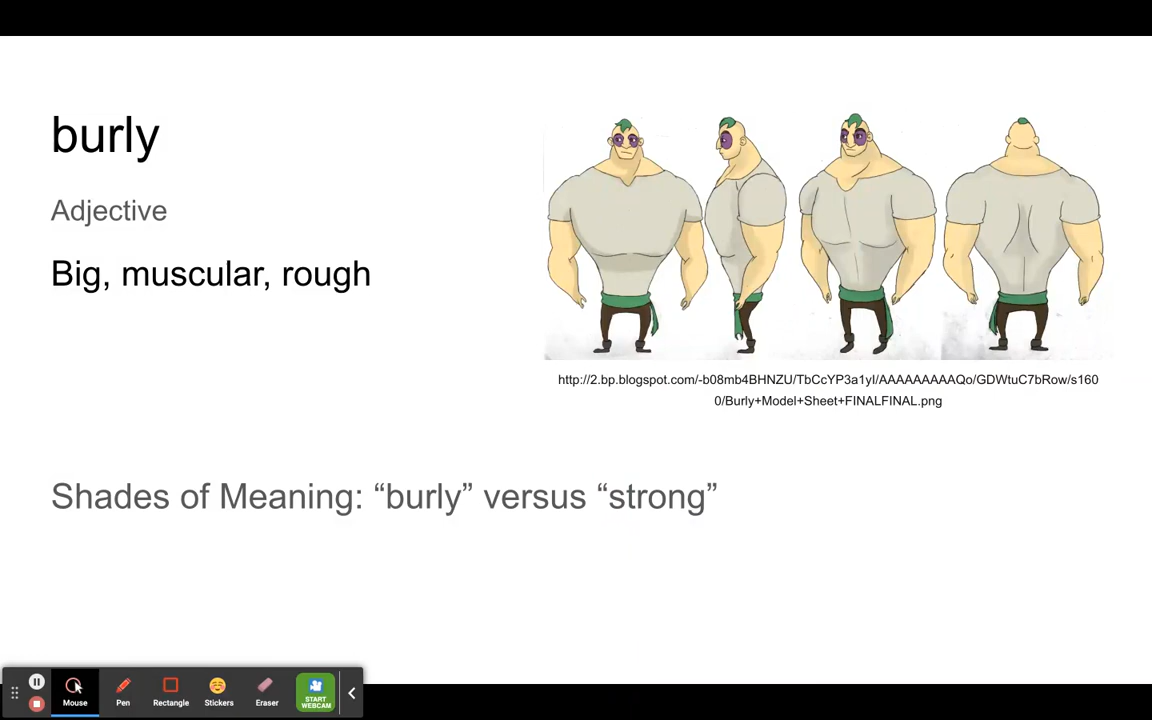 burly
Adjective
Big, muscular, rough
http://2.bp.blogspot.com/-b08mb4BHNZU/TbCcYP3a1yI/AAAAAAAAAQo/GDWtuC7bRow/s160
0/Burly+Model+Sheet+FINALFINAL.png
Shades of Meaning: “burly” versus “strong”
Mouse
Pen
Rectangle
Stickers
Eraser
START
WEBCAM